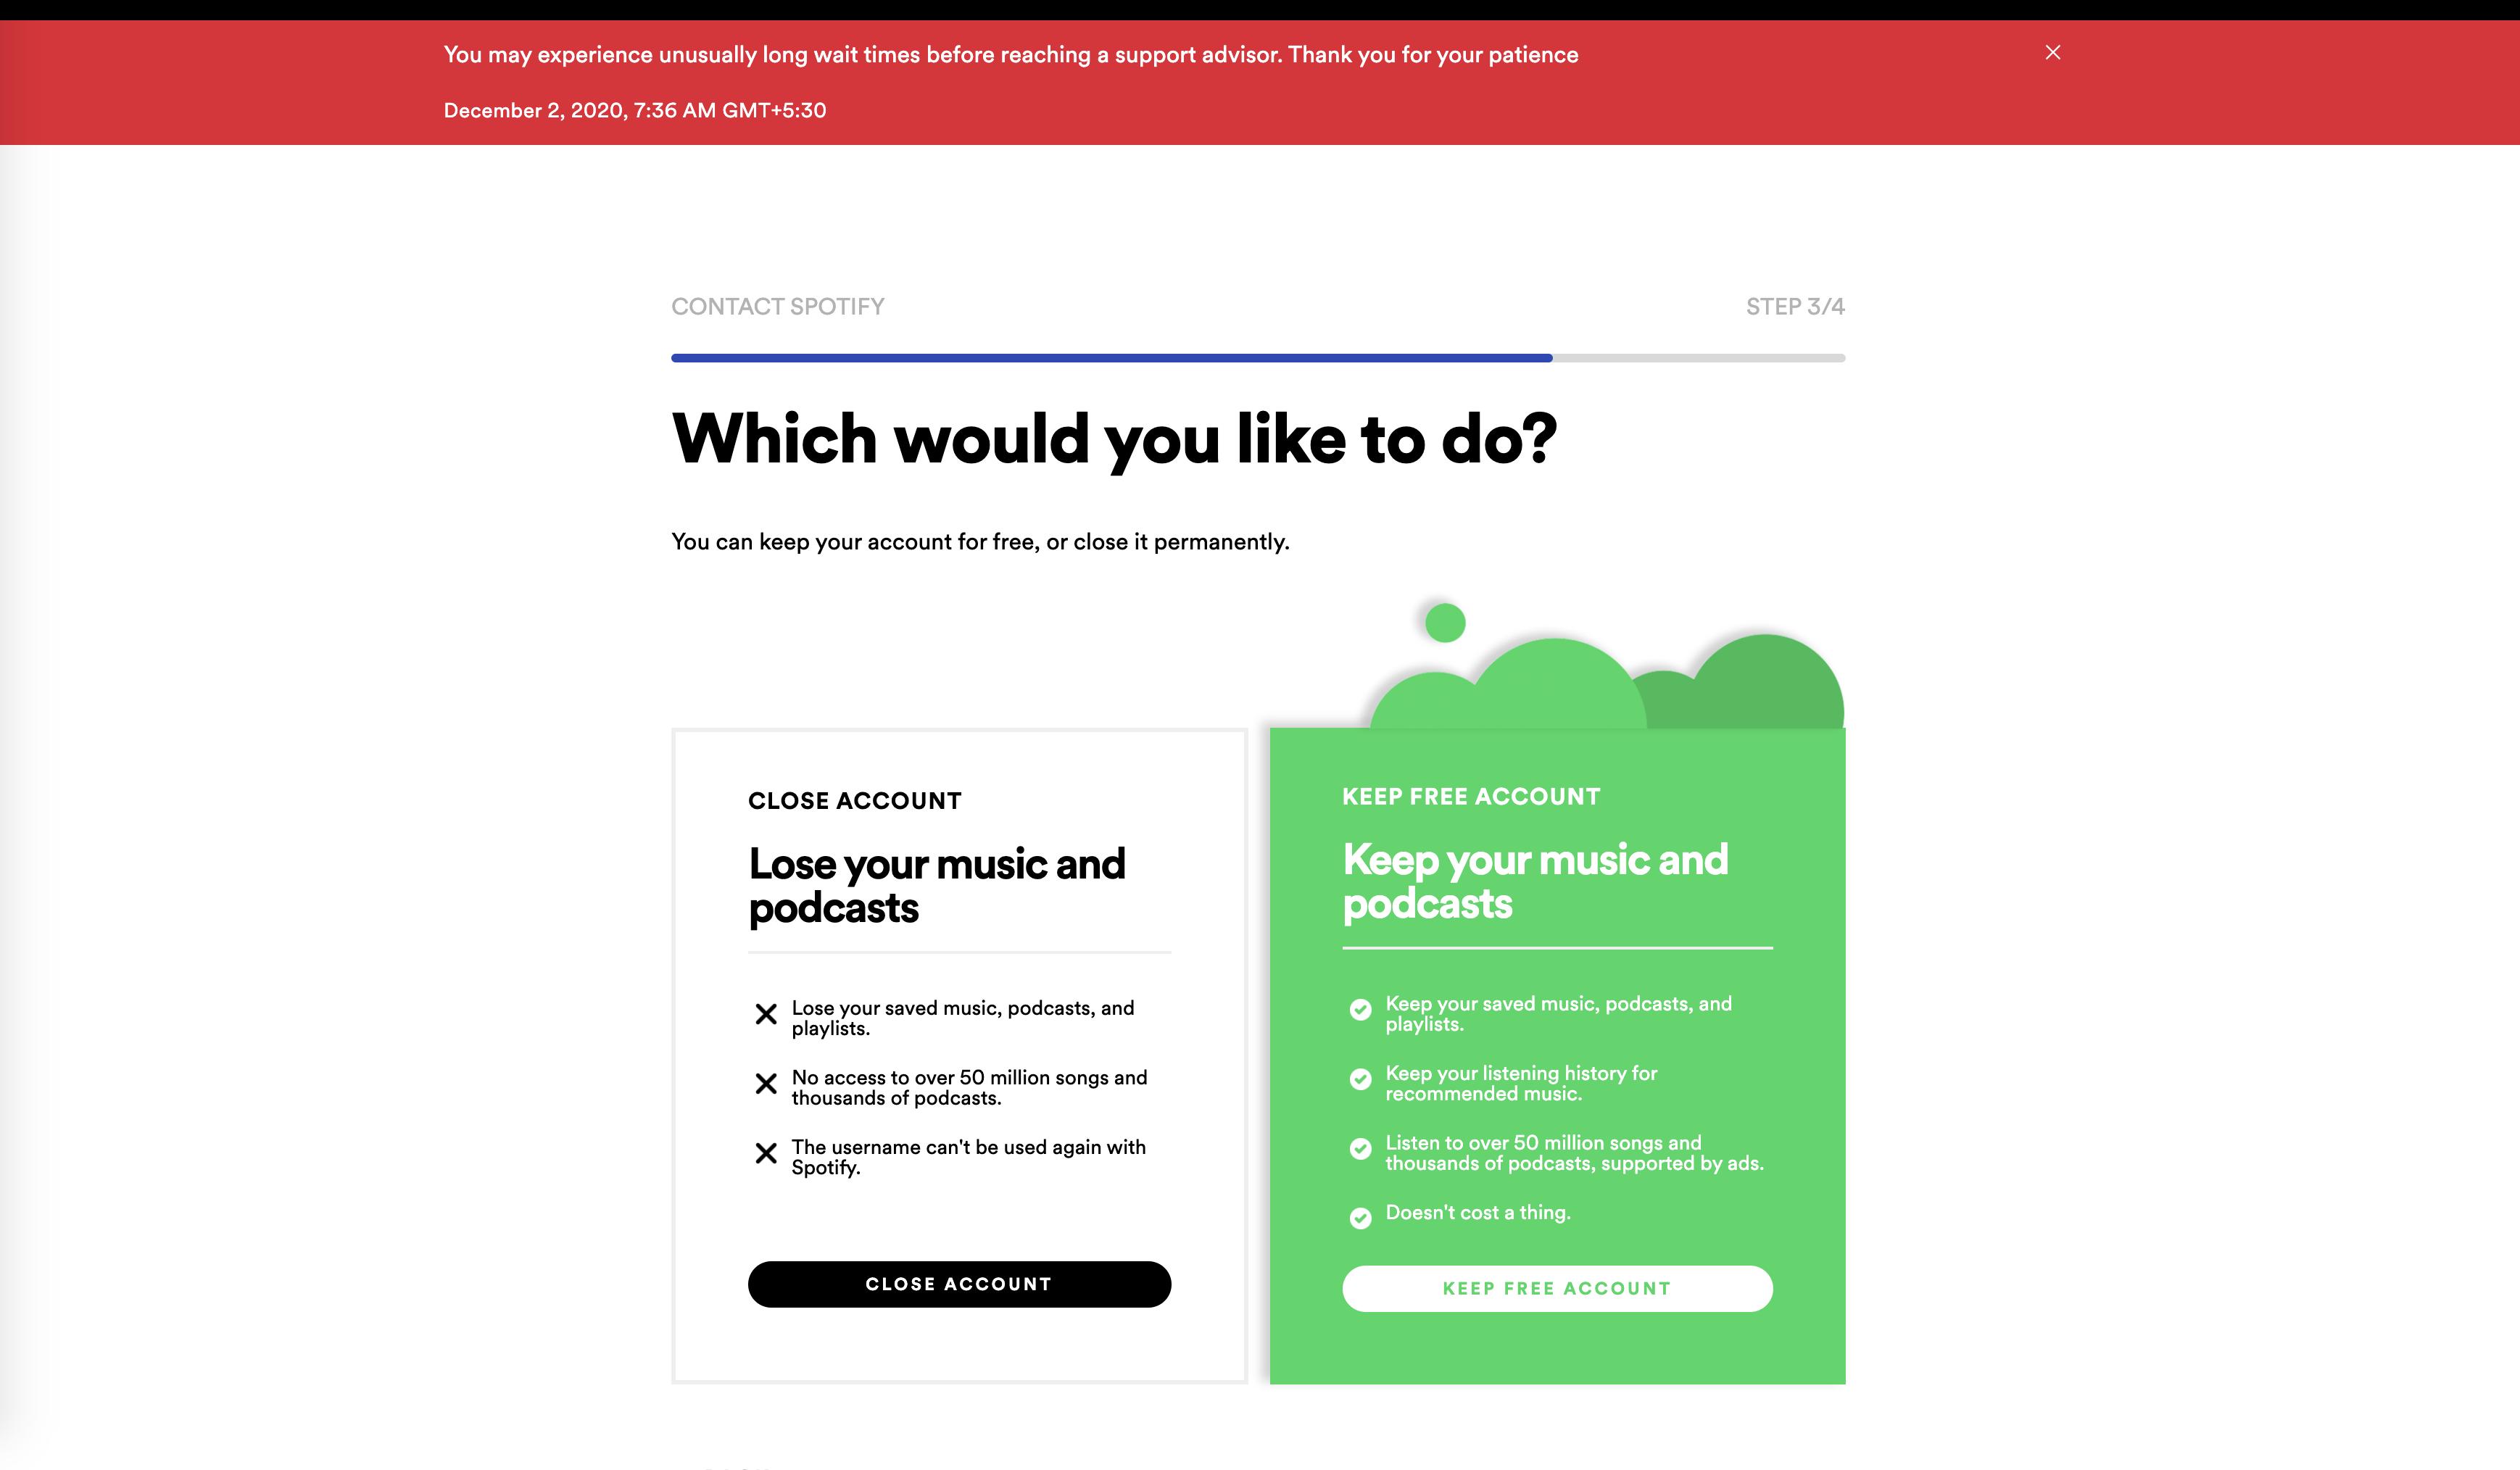 You may experience unusually long wait times before reaching a support advisor. Thank you for your patience
December 2, 2020, 7:36 AM GMT+5:30
CONTACT SPOTIFY
STEP 3/4
Which would you like to do?
You can keep your account for free, or close it permanently.
CLOSE ACCOUNT
Lose your music and
podcasts
Lose your saved music, podcasts, and
playlists.
No access to over 50 million songs and
thousands of podcasts.
The username can't be used again with
Spotify.
CLOSE ACCOUNT
KEEP FREE ACCOUNT
Keep your music and
podcasts
Keep your saved music, podcasts, and
playlists.
Keep your listening history for
recommended music.
Listen to over 50 million songs and
thousands of podcasts, supported by ads.
Doesn't cost a thing.
KEEP FREE ACCOUNT